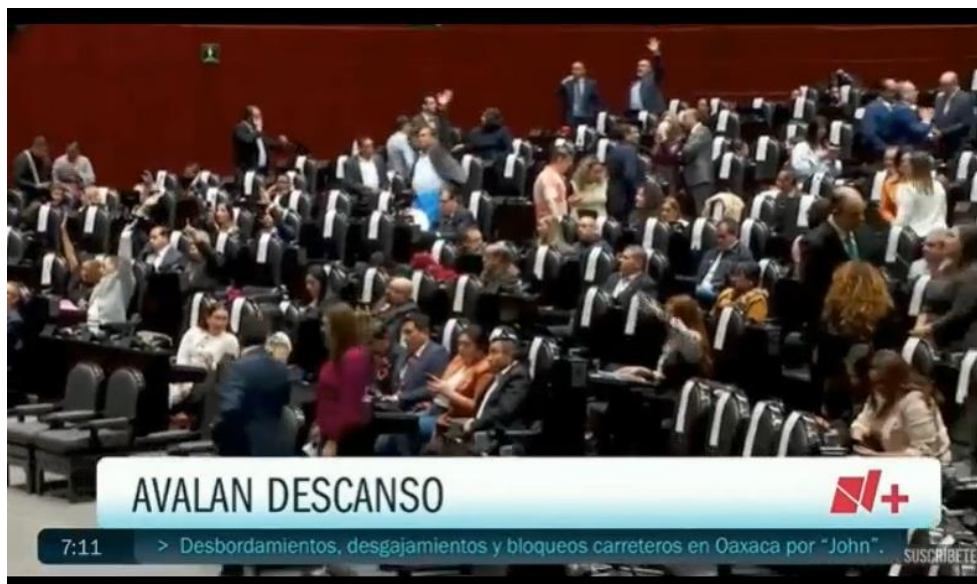 AVALAN DESCANSO
N+
7:11
> Desbordamientos, desgajamientos y bloqueos carreteros en Oaxaca por “John”.
SUSCRÍBETE